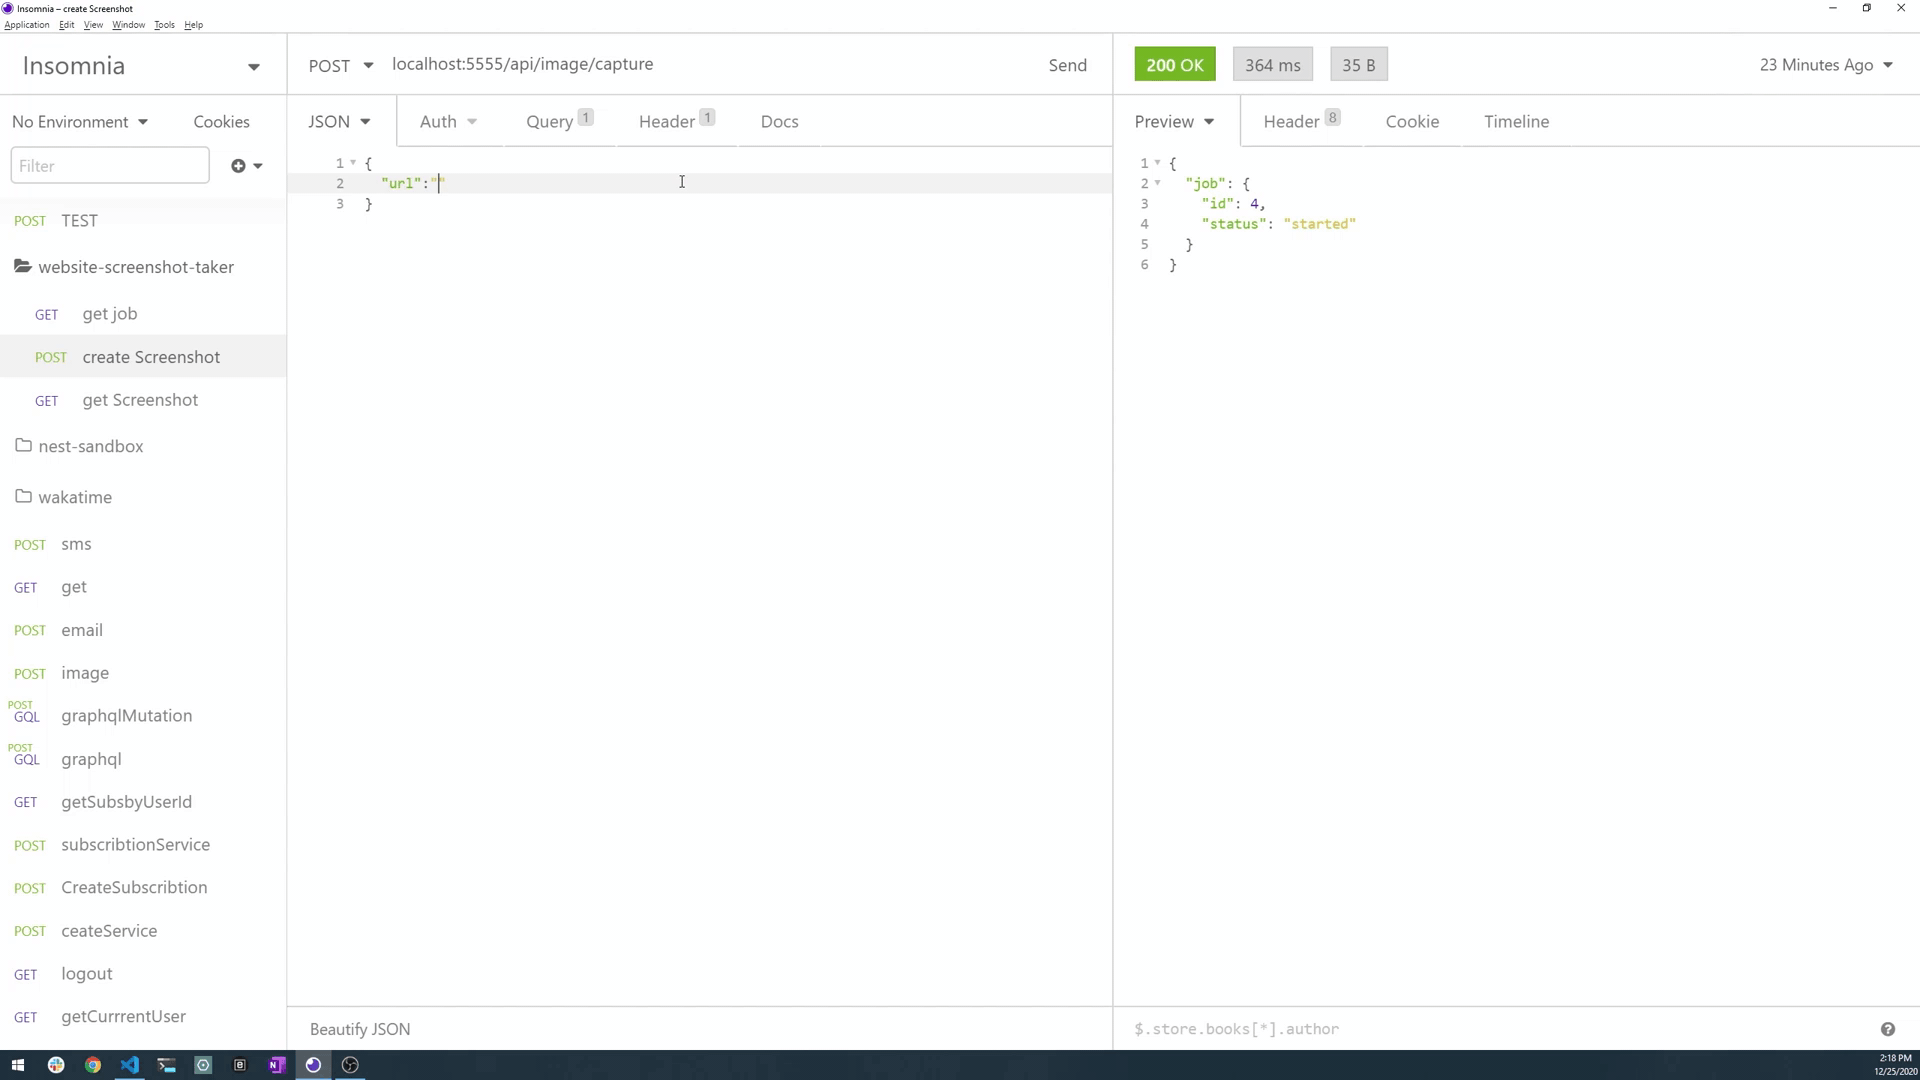 Insomnia – create Screenshot
Application Edit View Window Tools Help
Insomnia
POST localhost:5555/api/image/capture Send
200 OK 364 ms 35 B 23 Minutes Ago
No Environment Cookies
JSON Auth Query 1 Header 1 Docs
Preview Header 8 Cookie Timeline
Filter
1 {
2 "url":""
3 }
1 {
2 "job": {
3 "id": 4,
4 "status": "started"
5 }
6 }
POST TEST
website-screenshot-taker
GET get job
POST create Screenshot
GET get Screenshot
nest-sandbox
wakatime
POST sms
GET get
POST email
POST image
POST GQL graphqlMutation
POST GQL graphql
GET getSubsbyUserId
POST subscribtionService
POST CreateSubscribtion
POST ceateService
GET logout
GET getCurrrentUser
Beautify JSON
$.store.books[*].author
2:18 PM
12/25/2020